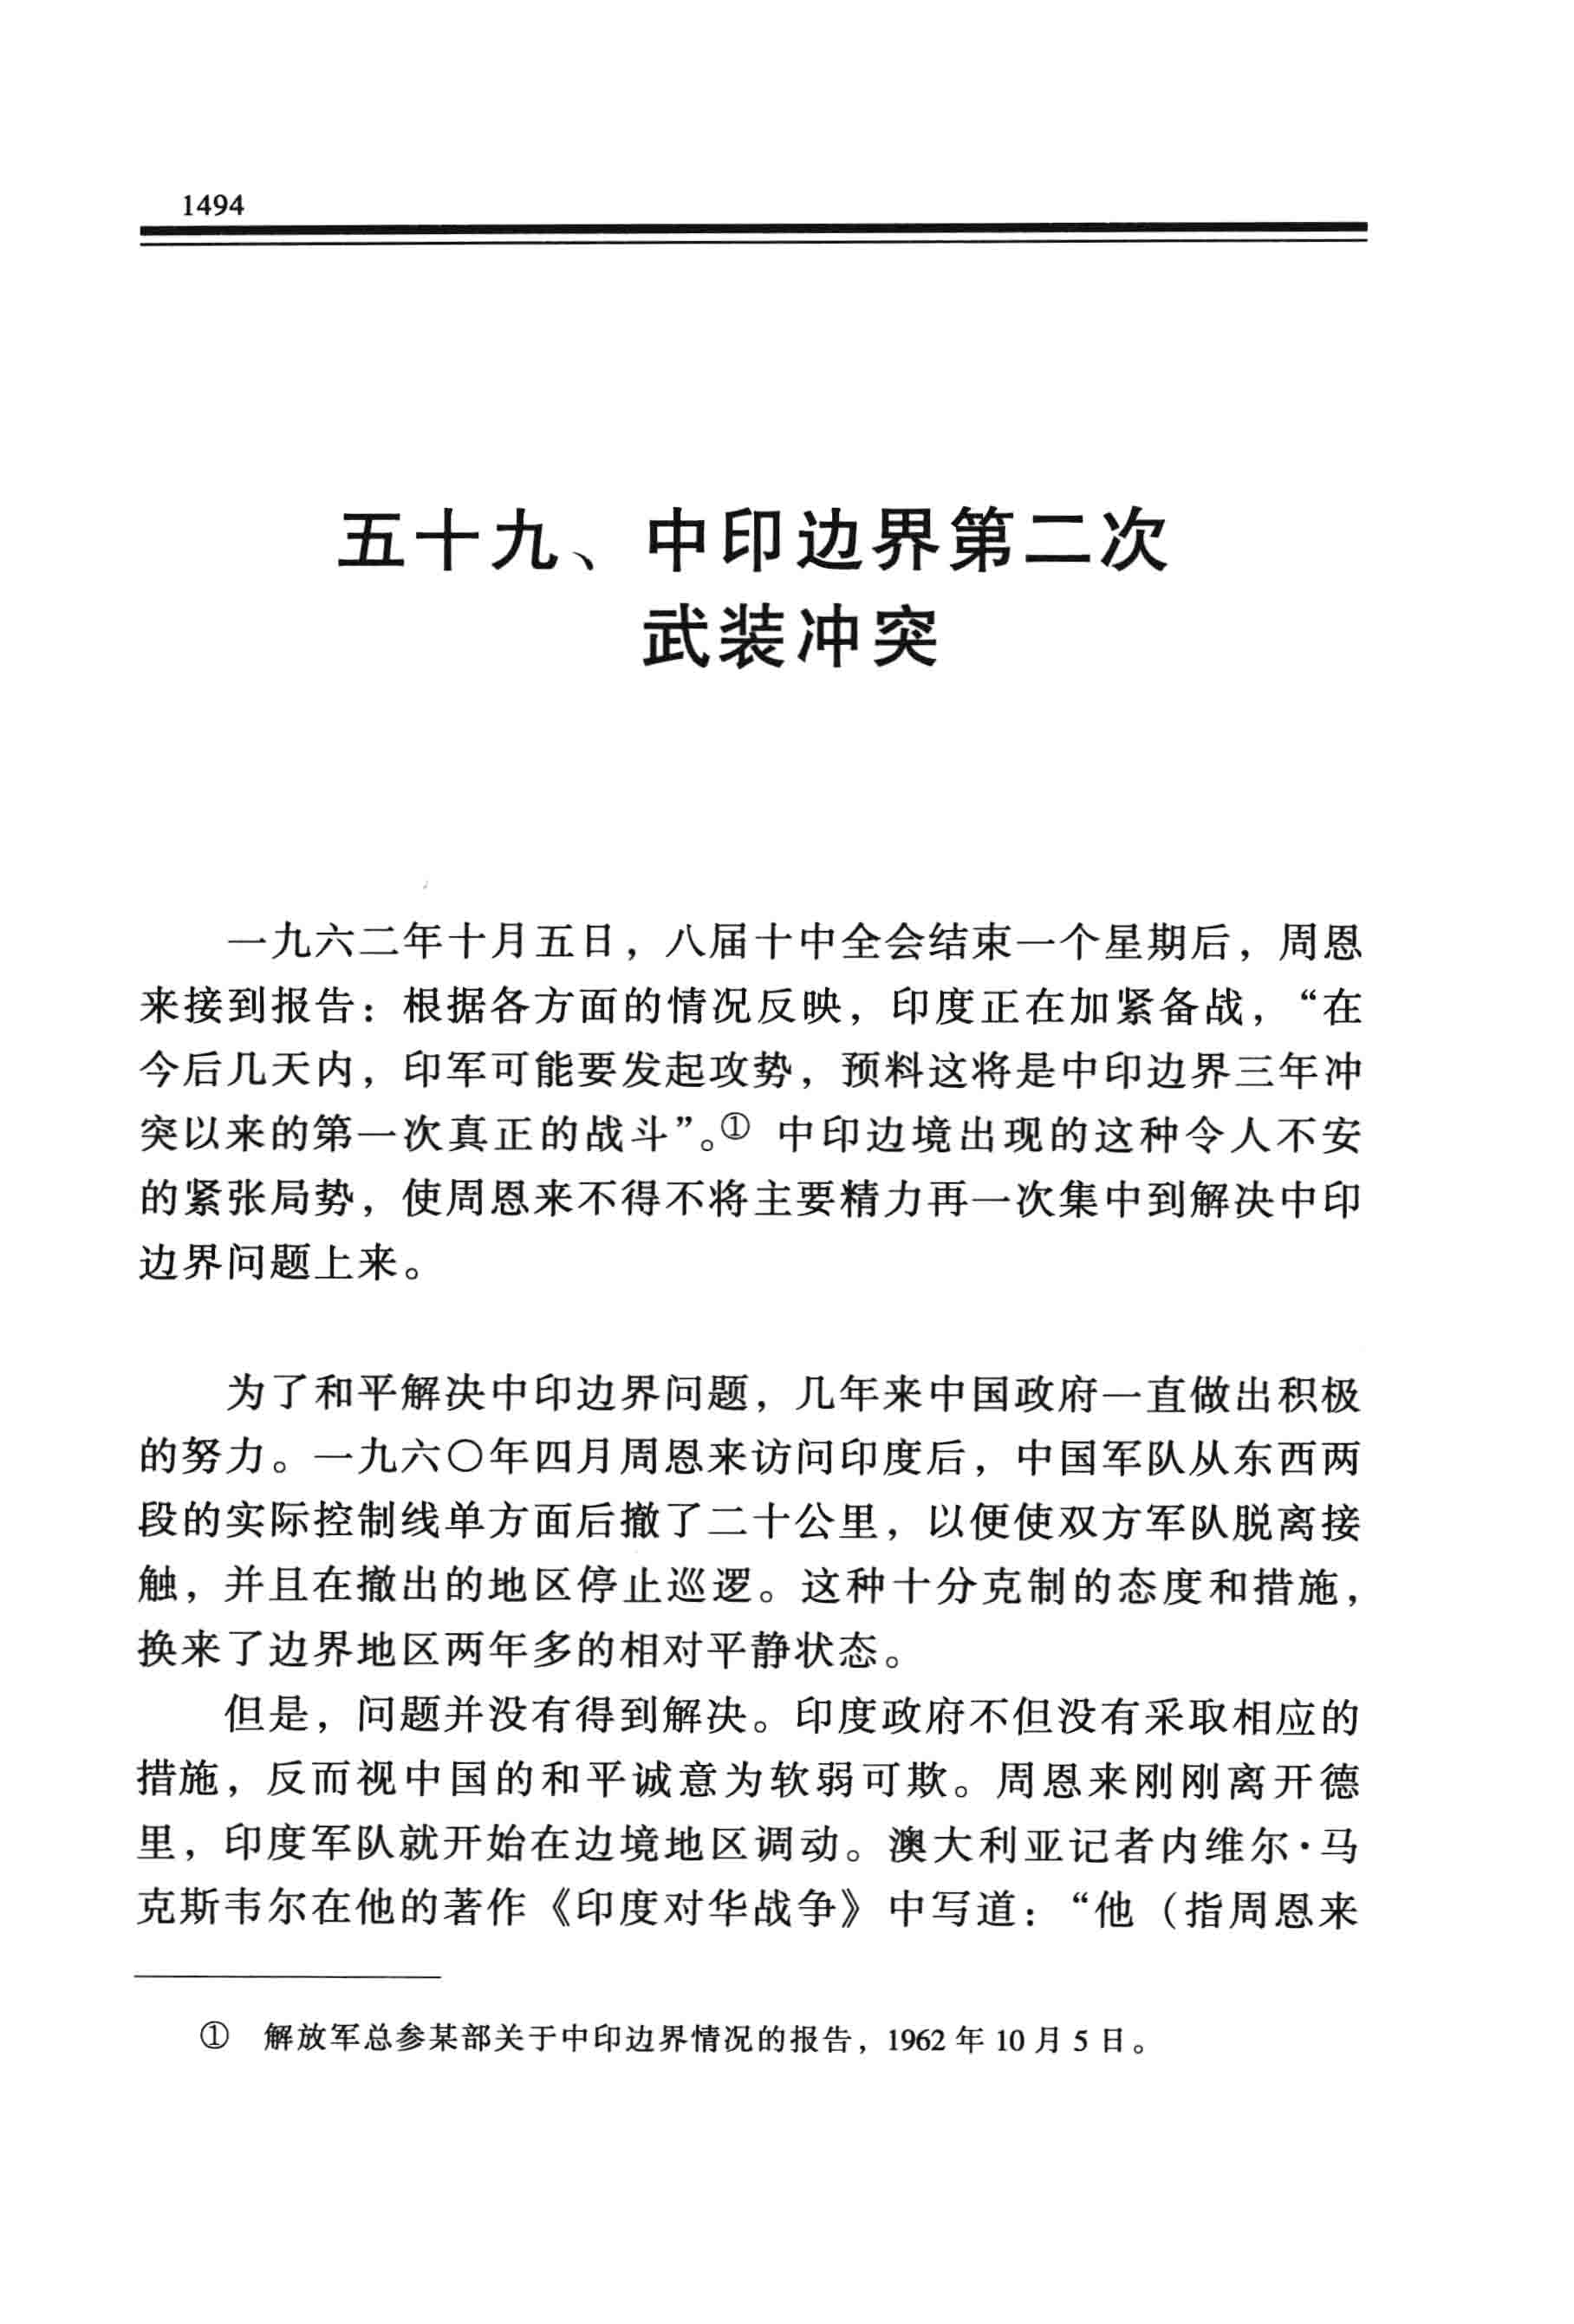 1494
五十九、中印边界第二次
武装冲突
一九六二年十月五日，八届十中全会结束一个星期后，周恩
来接到报告：根据各方面的情况反映，印度正在加紧备战，“在
今后几天内，印军可能要发起攻势，预料这将是中印边界三年冲
突以来的第一次真正的战斗”。① 中印边境出现的这种令人不安
的紧张局势，使周恩来不得不将主要精力再一次集中到解决中印
边界问题上来。
为了和平解决中印边界问题，几年来中国政府一直做出积极
的努力。一九六〇年四月周恩来访问印度后，中国军队从东西两
段的实际控制线单方面后撤了二十公里，以便使双方军队脱离接
触，并且在撤出的地区停止巡逻。这种十分克制的态度和措施，
换来了边界地区两年多的相对平静状态。
但是，问题并没有得到解决。印度政府不但没有采取相应的
措施，反而视中国的和平诚意为软弱可欺。周恩来刚刚离开德
里，印度军队就开始在边境地区调动。澳大利亚记者内维尔·马
克斯韦尔在他的著作《印度对华战争》中写道：“他（指周恩来
① 解放军总参某部关于中印边界情况的报告，1962 年 10 月 5 日。